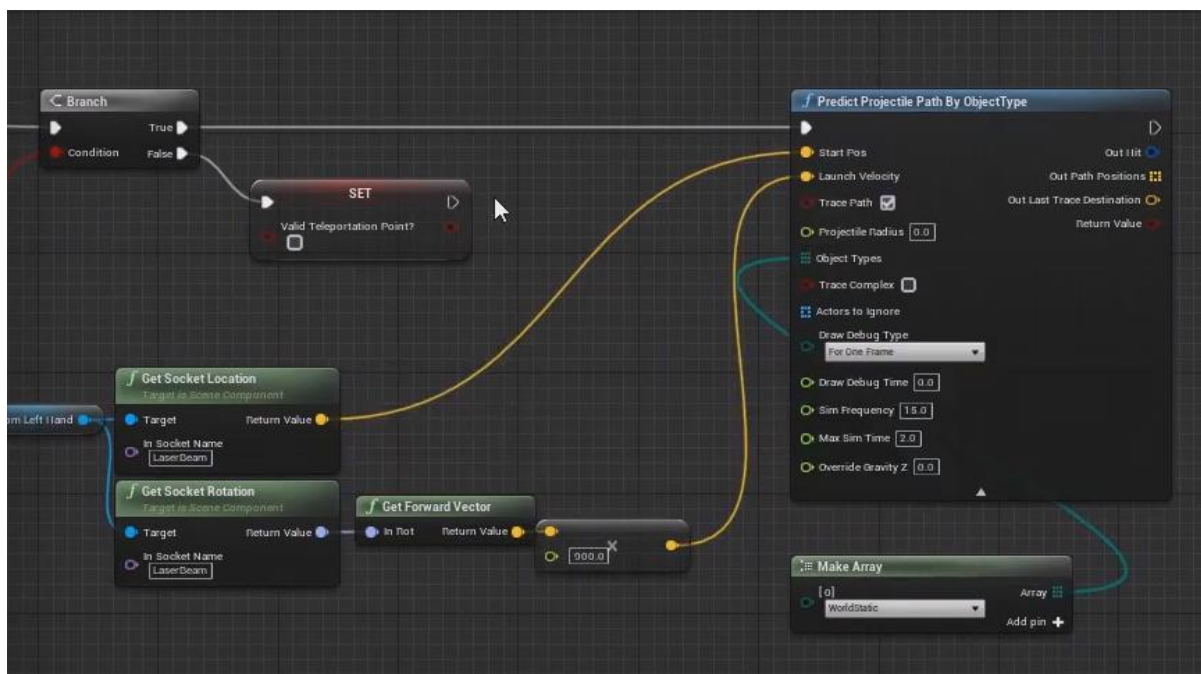 Branch
True
Condition
False
SET
Valid Teleportation Point?
Predict Projectile Path By ObjectType
Start Pos
Out Hit
Launch Velocity
Out Path Positions
Trace Path
Out Last Trace Destination
Projectile Radius 0.0
Return Value
Object Types
Trace Complex
Actors to Ignore
Draw Debug Type
For One Frame
Draw Debug Time 0.0
Sim Frequency 15.0
Max Sim Time 2.0
Override Gravity Z 0.0
Get Socket Location
Target is Scene Component
Left Hand
Target
Return Value
In Socket Name
LaserBeam
Get Socket Rotation
Target is Scene Component
Target
Return Value
In Socket Name
LaserBeam
Get Forward Vector
In Rot
Return Value
900.0
Make Array
[0]
Array
WorldStatic
Add pin